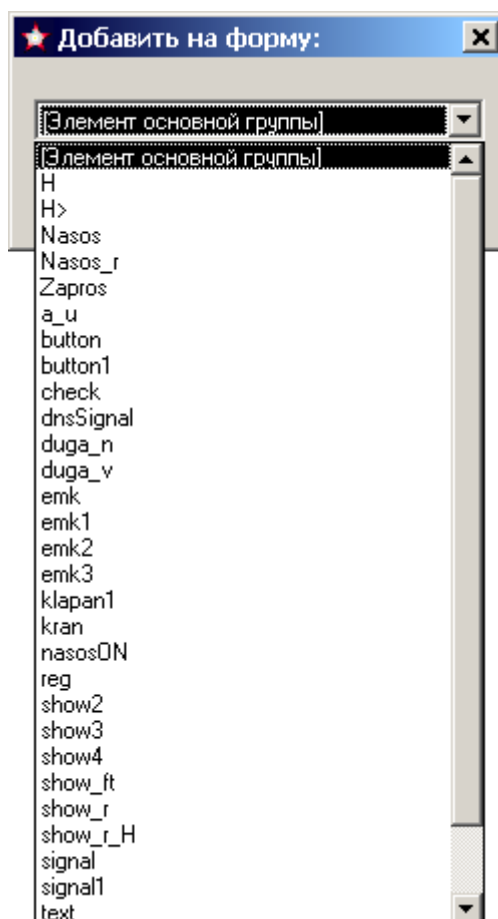 Добавить на форму:
[Элемент основной группы]
[Элемент основной группы]
H
H>
Nasos
Nasos_r
Zapros
a_u
button
button1
check
dnsSignal
duga_n
duga_v
emk
emk1
emk2
emk3
klapan1
kran
nasosON
reg
show2
show3
show4
show_ft
show_r
show_r_H
signal
signal1
text